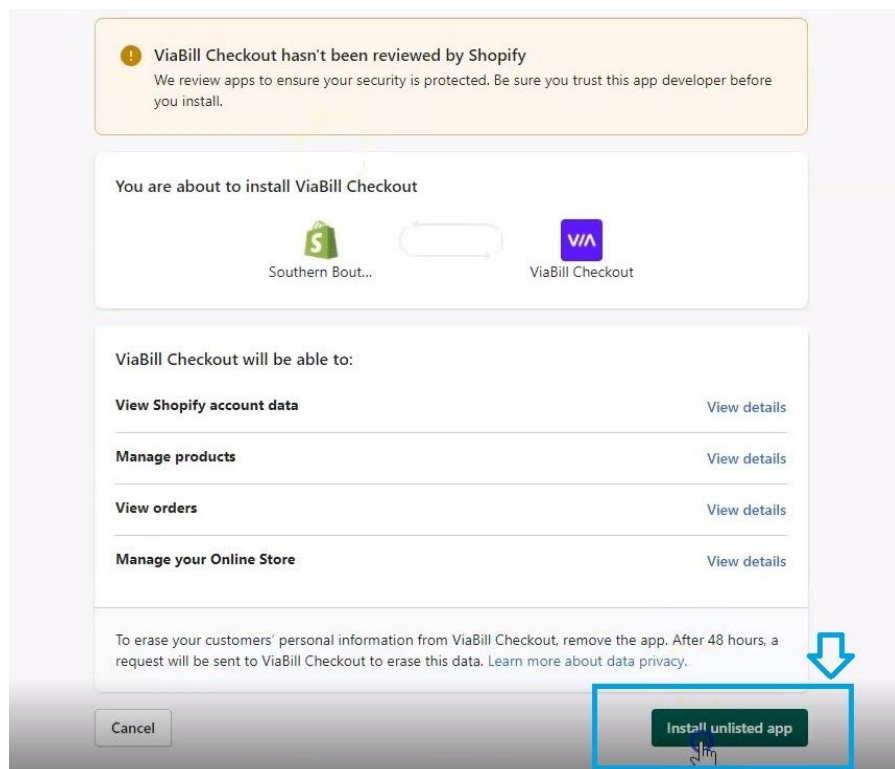 ViaBill Checkout hasn't been reviewed by Shopify
We review apps to ensure your security is protected. Be sure you trust this app developer before
you install.
You are about to install ViaBill Checkout
S
VIA
Southern Bout...
ViaBill Checkout
ViaBill Checkout will be able to:
View Shopify account data
View details
Manage products
View details
View orders
View details
Manage your Online Store
View details
To erase your customers' personal information from ViaBill Checkout, remove the app. After 48 hours, a
request will be sent to ViaBill Checkout to erase this data. Learn more about data privacy.
Cancel
Install unlisted app